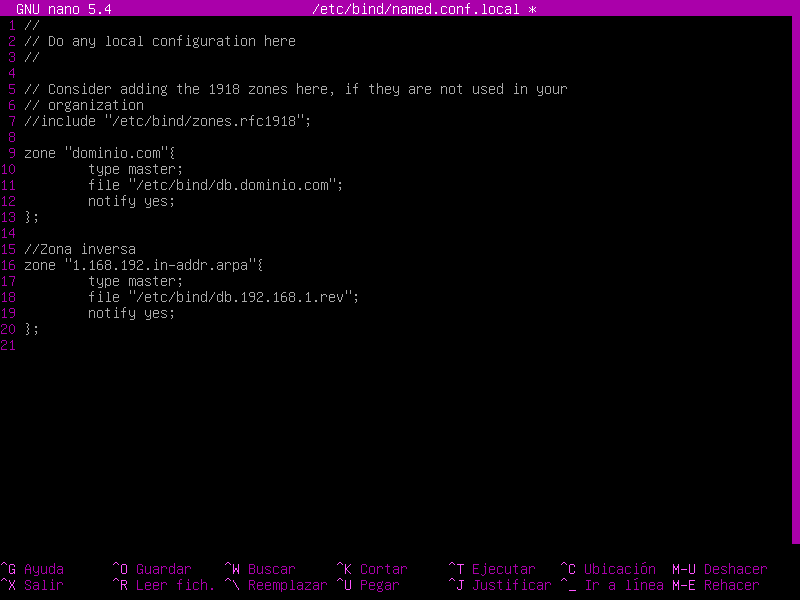 GNU nano 5.4 /etc/bind/named.conf.local *
1 //
2 // Do any local configuration here
3 //
4
5 // Consider adding the 1918 zones here, if they are not used in your
6 // organization
7 //include "/etc/bind/zones.rfc1918";
8
9 zone "dominio.com"{
10 type master;
11 file "/etc/bind/db.dominio.com";
12 notify yes;
13 };
14
15 //Zona inversa
16 zone "1.168.192.in-addr.arpa"{
17 type master;
18 file "/etc/bind/db.192.168.1.rev";
19 notify yes;
20 };
21
^G Ayuda ^O Guardar ^W Buscar ^K Cortar ^T Ejecutar ^C Ubicación M-U Deshacer
^X Salir ^R Leer fich. ^\ Reemplazar ^U Pegar ^J Justificar ^_ Ir a línea M-E Rehacer